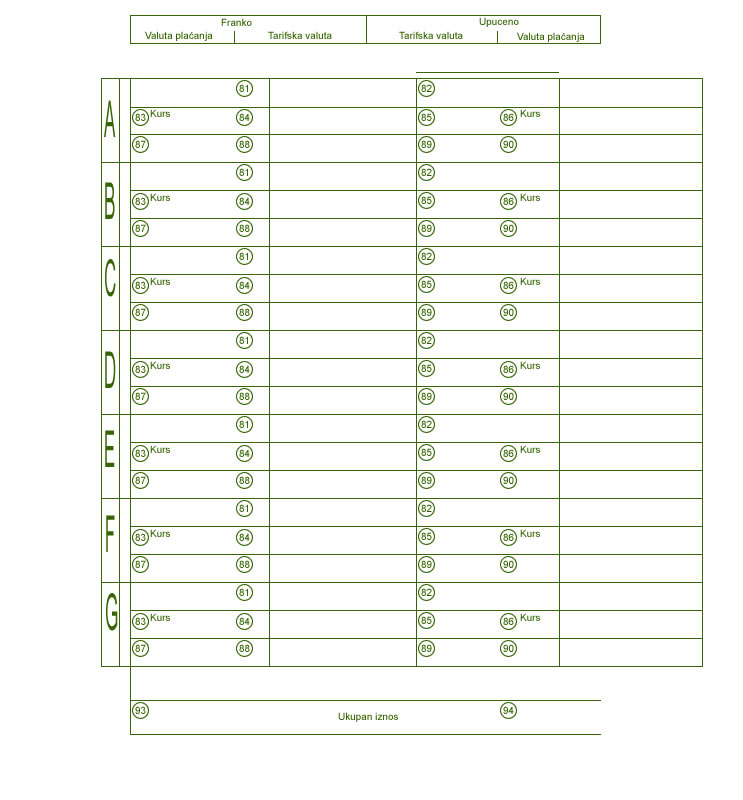 Franko Upuceno
Valuta plaćanja Tarifska valuta Tarifska valuta Valuta plaćanja
A
81 82
83 Kurs 84 85 86 Kurs
87 88 89 90
B
81 82
83 Kurs 84 85 86 Kurs
87 88 89 90
C
81 82
83 Kurs 84 85 86 Kurs
87 88 89 90
D
81 82
83 Kurs 84 85 86 Kurs
87 88 89 90
E
81 82
83 Kurs 84 85 86 Kurs
87 88 89 90
F
81 82
83 Kurs 84 85 86 Kurs
87 88 89 90
G
81 82
83 Kurs 84 85 86 Kurs
87 88 89 90
93 Ukupan iznos 94